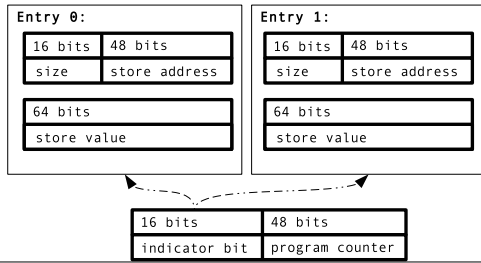 Entry 0:
16 bits 48 bits
size store address
64 bits
store value
Entry 1:
16 bits 48 bits
size store address
64 bits
store value
16 bits 48 bits
indicator bit program counter